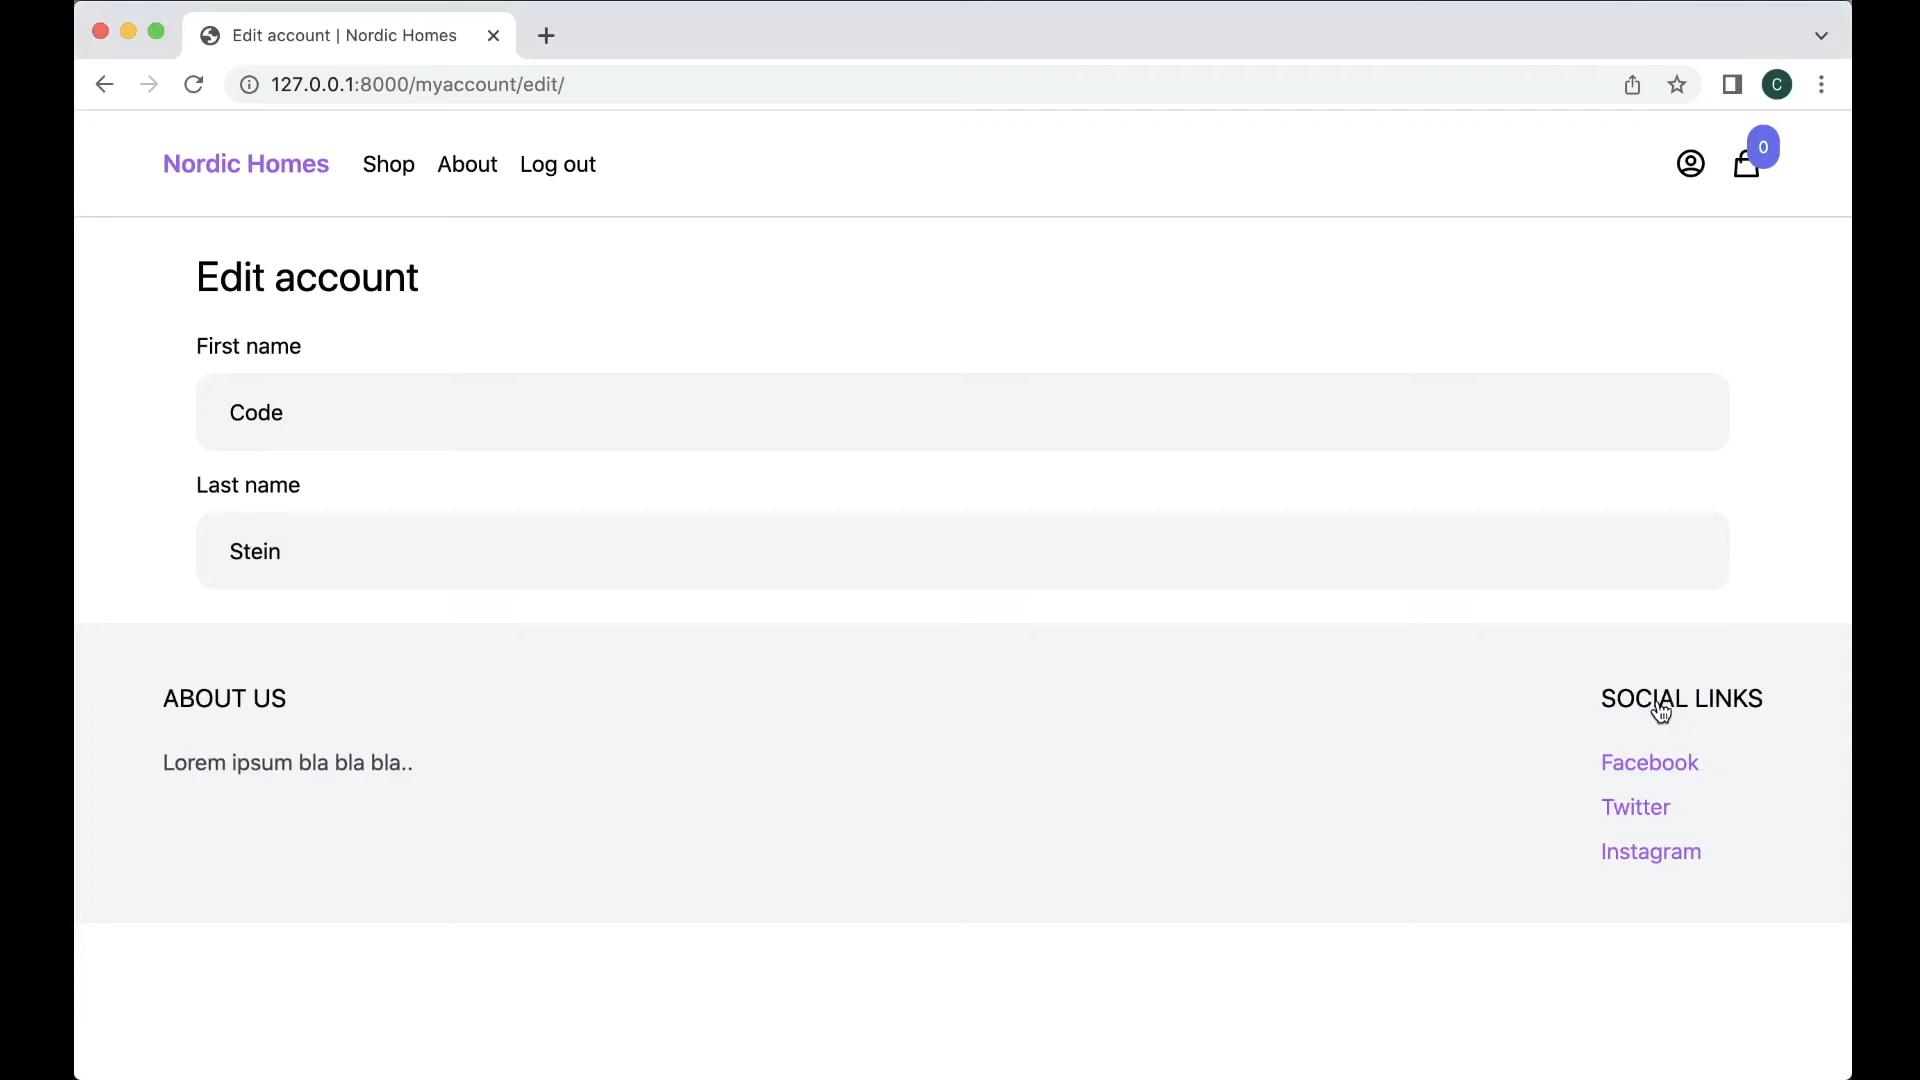 Edit account | Nordic Homes
127.0.0.1:8000/myaccount/edit/
C
Nordic Homes Shop About Log out
0
Edit account
First name
Code
Last name
Stein
ABOUT US
Lorem ipsum bla bla bla..
SOCIAL LINKS
Facebook
Twitter
Instagram